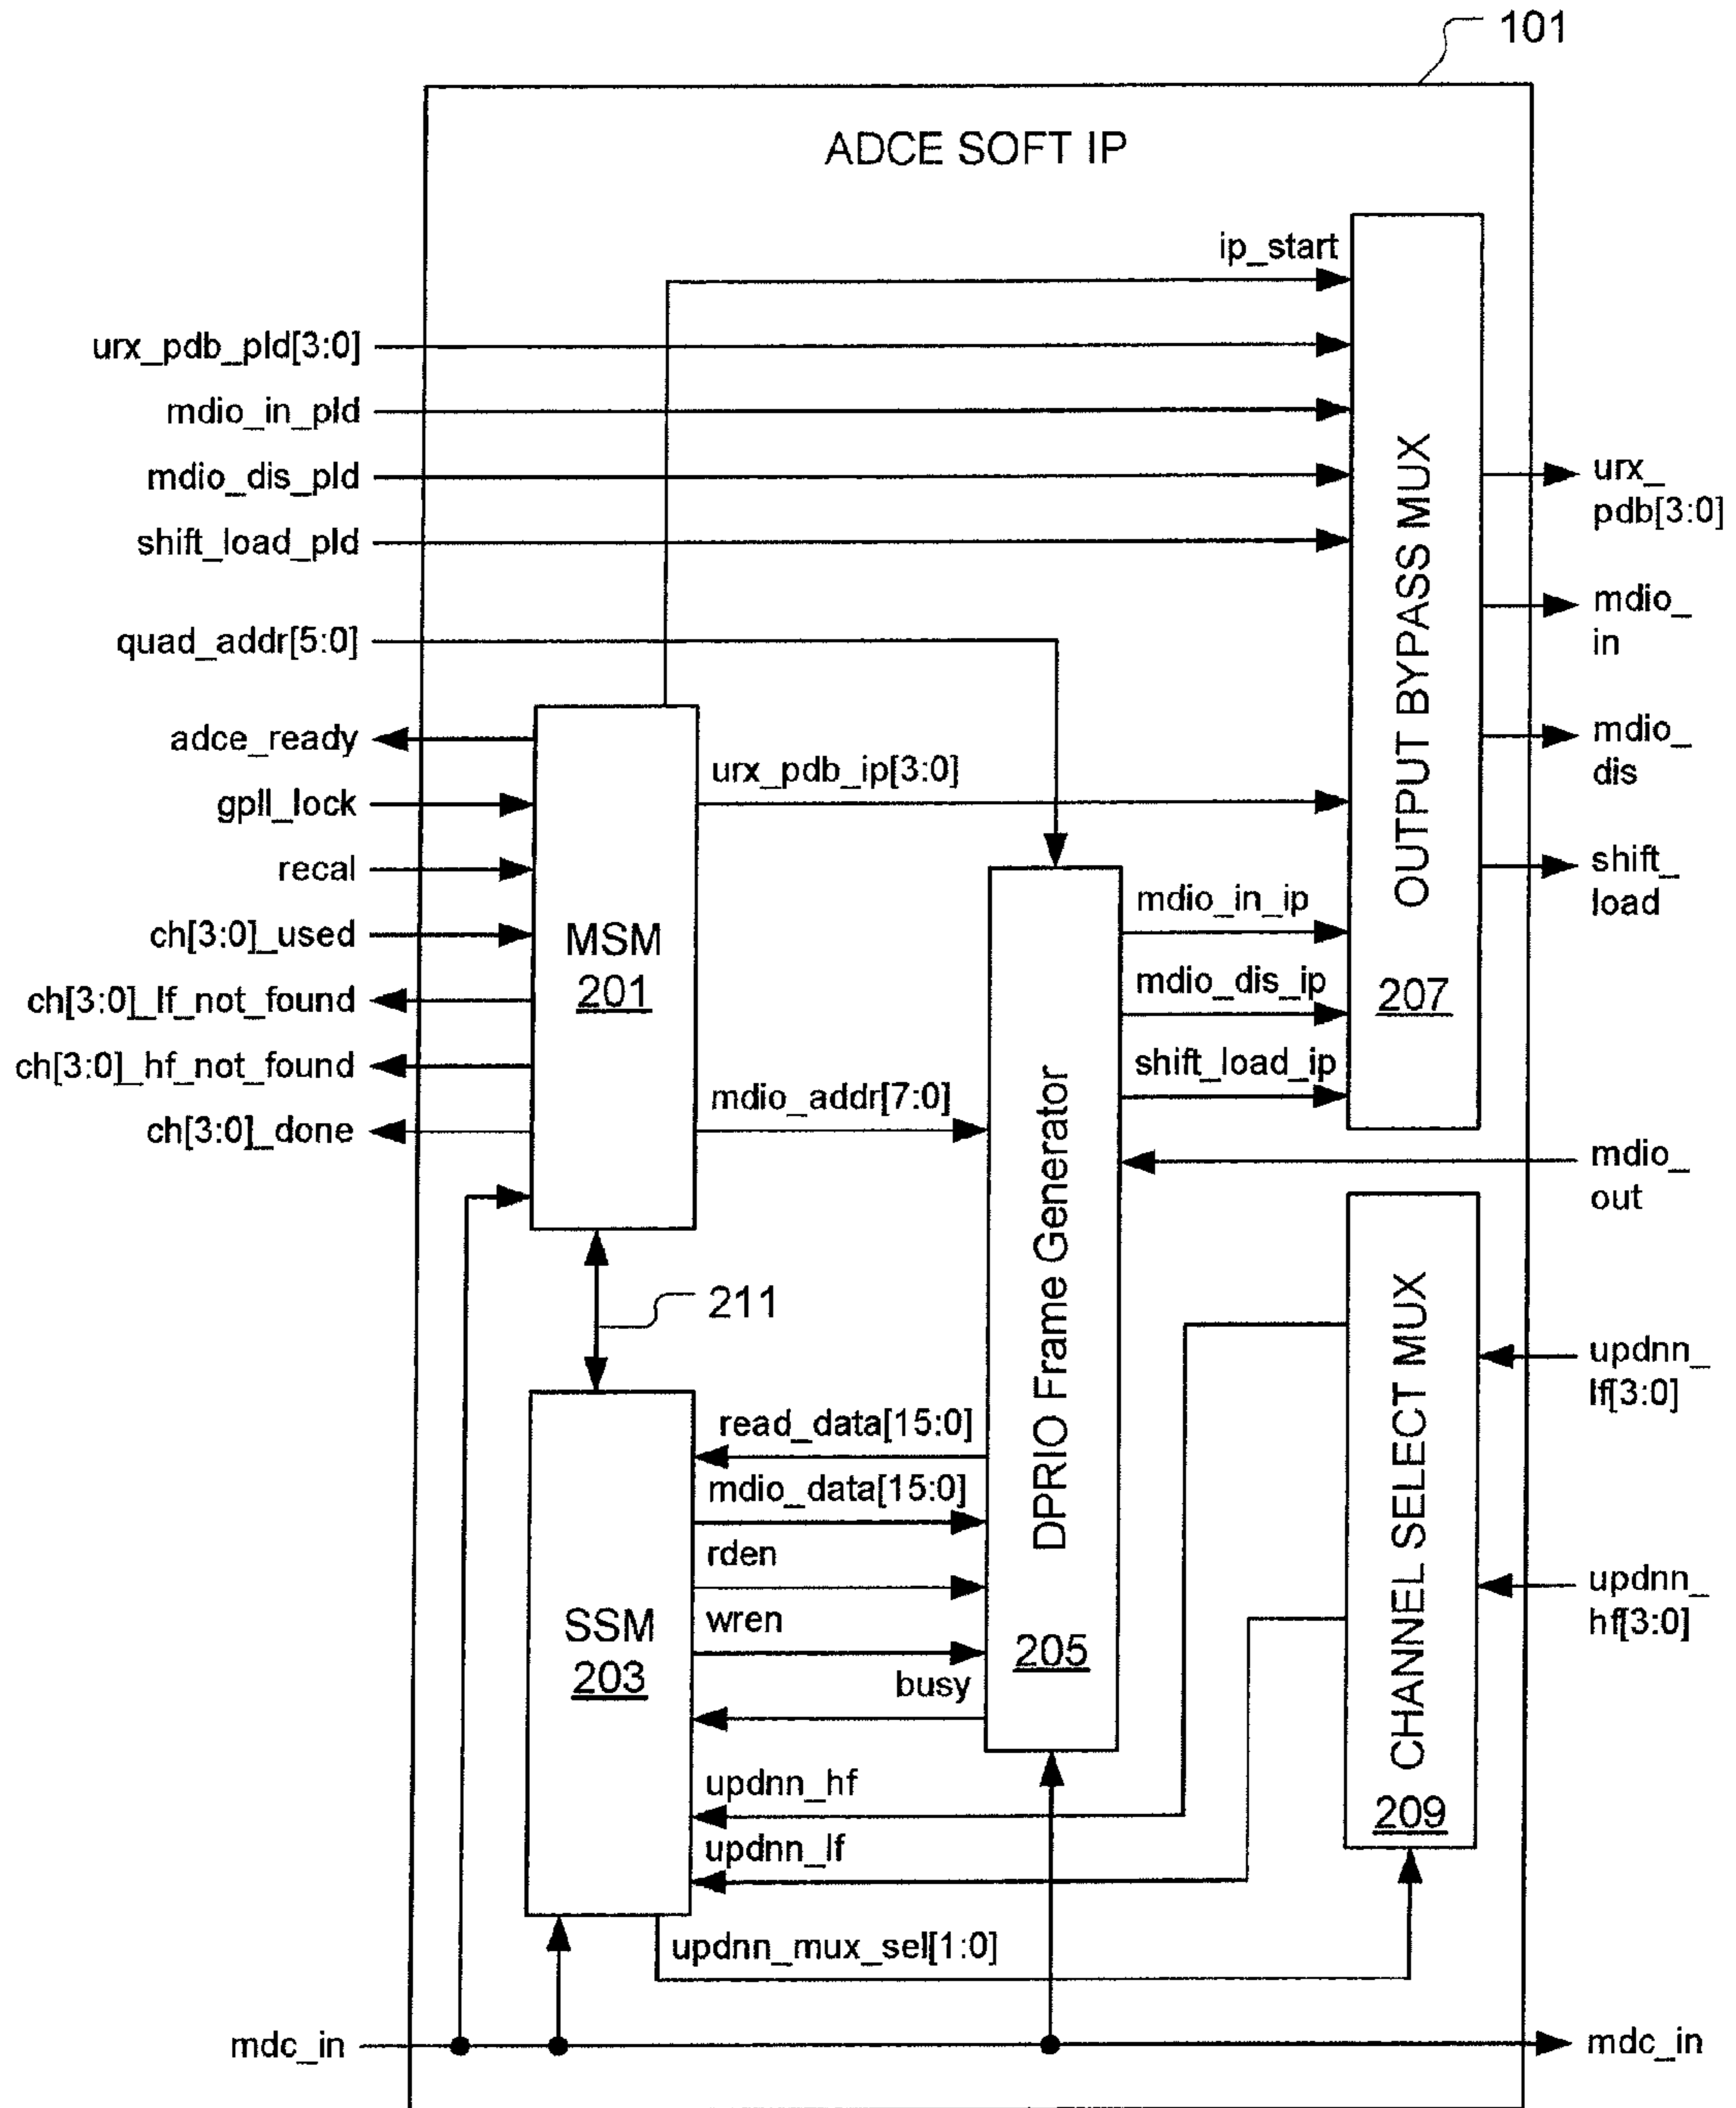 101
ADCE SOFT IP
ip_start
urx_pdb_pld[3:0]
mdio_in_pld
mdio_dis_pld
shift_load_pld
quad_addr[5:0]
adce_ready
gpll_lock
recal
ch[3:0]_used
ch[3:0]_lf_not_found
ch[3:0]_hf_not_found
ch[3:0]_done
MSM
201
urx_pdb_ip[3:0]
mdio_addr[7:0]
211
SSM
203
read_data[15:0]
mdio_data[15:0]
rden
wren
busy
updnn_hf
updnn_lf
updnn_mux_sel[1:0]
DPRIO Frame Generator
205
mdio_in_ip
mdio_dis_ip
shift_load_ip
OUTPUT BYPASS MUX
207
CHANNEL SELECT MUX
209
urx_
pdb[3:0]
mdio_
in
mdio_
dis
shift_
load
mdio_
out
updnn_
lf[3:0]
updnn_
hf[3:0]
mdc_in
mdc_in